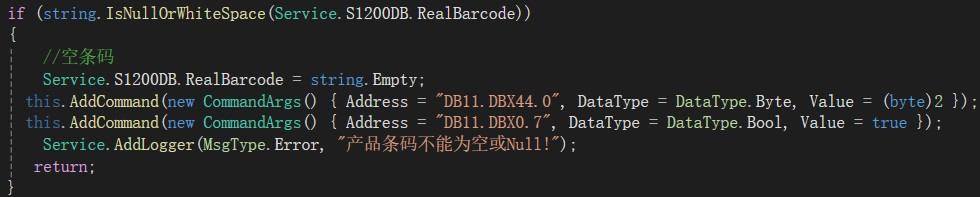 if (string.IsNullOrWhiteSpace(Service.S1200DB.RealBarcode))
{
//空条码
Service.S1200DB.RealBarcode = string.Empty;
this.AddCommand(new CommandArgs() { Address = "DB11.DBX44.0", DataType = DataType.Byte, Value = (byte)2 });
this.AddCommand(new CommandArgs() { Address = "DB11.DBX0.7", DataType = DataType.Bool, Value = true });
Service.AddLogger(MsgType.Error, "产品条码不能为空或Null!");
return;
}